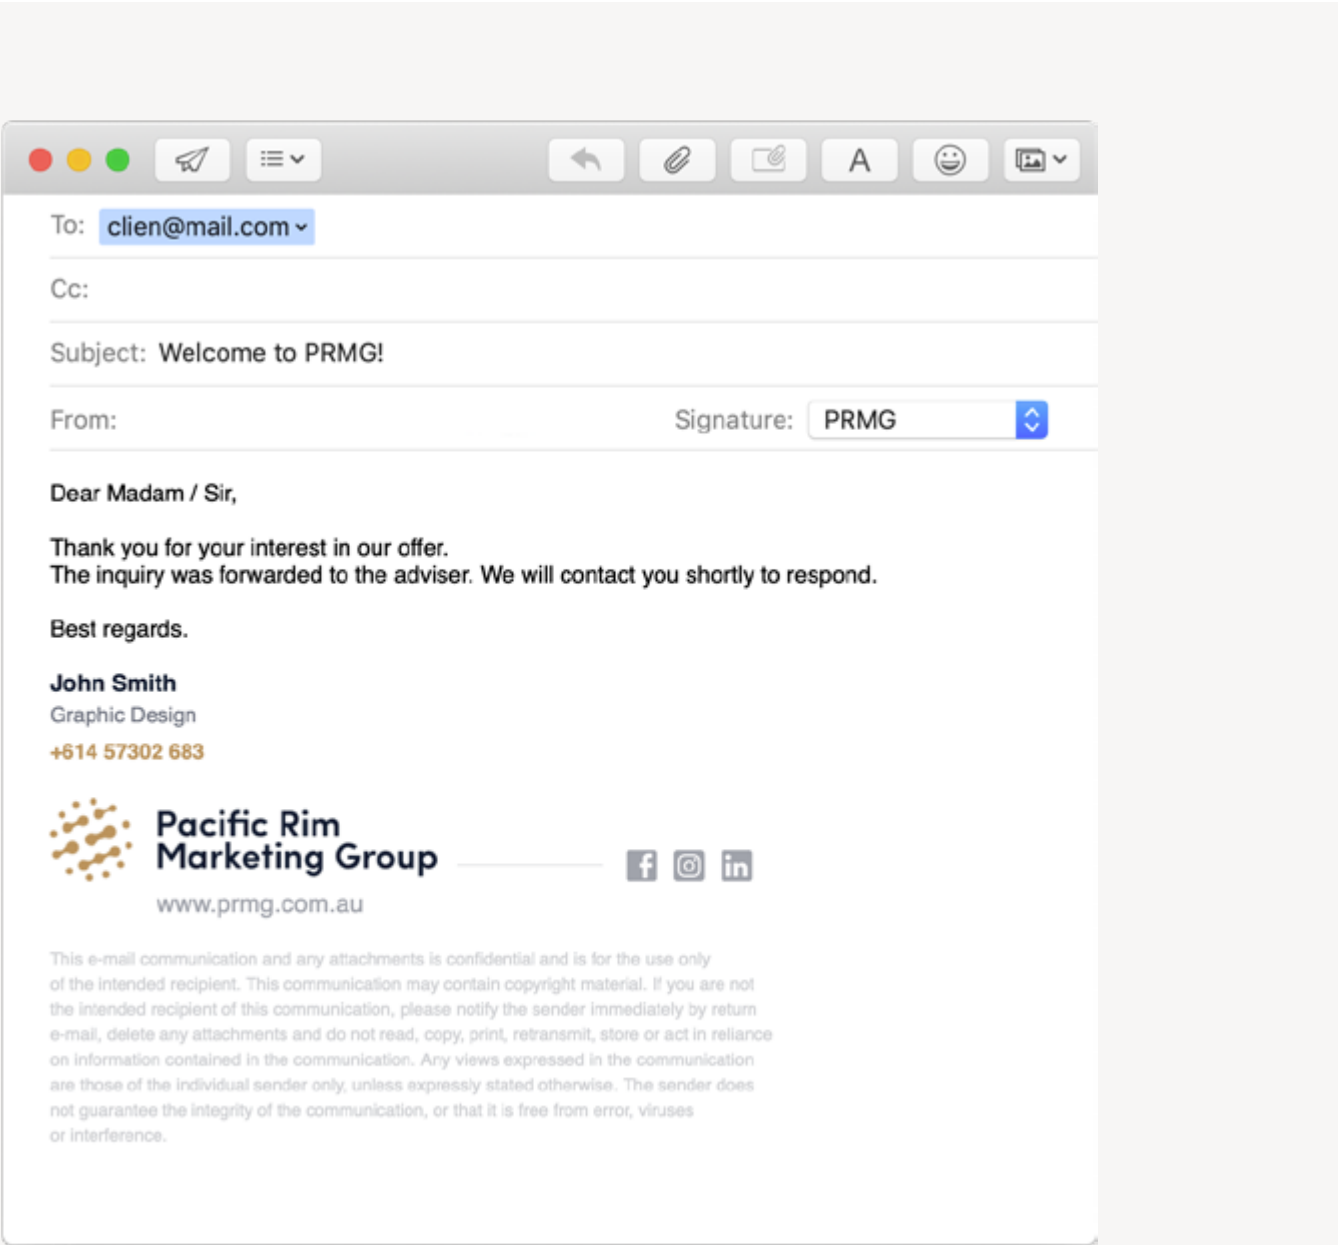 To: clien@mail.com
Cc:
Subject: Welcome to PRMG!
From:
Signature: PRMG
Dear Madam / Sir,
Thank you for your interest in our offer.
The inquiry was forwarded to the adviser. We will contact you shortly to respond.
Best regards.
John Smith
Graphic Design
+614 57302 683
Pacific Rim
Marketing Group
www.prmg.com.au
This e-mail communication and any attachments is confidential and is for the use only
of the intended recipient. This communication may contain copyright material. If you are not
the intended recipient of this communication, please notify the sender immediately by return
e-mail, delete any attachments and do not read, copy, print, retransmit, store or act in reliance
on information contained in the communication. Any views expressed in the communication
are those of the individual sender only, unless expressly stated otherwise. The sender does
not guarantee the integrity of the communication, or that it is free from error, viruses
or interference.